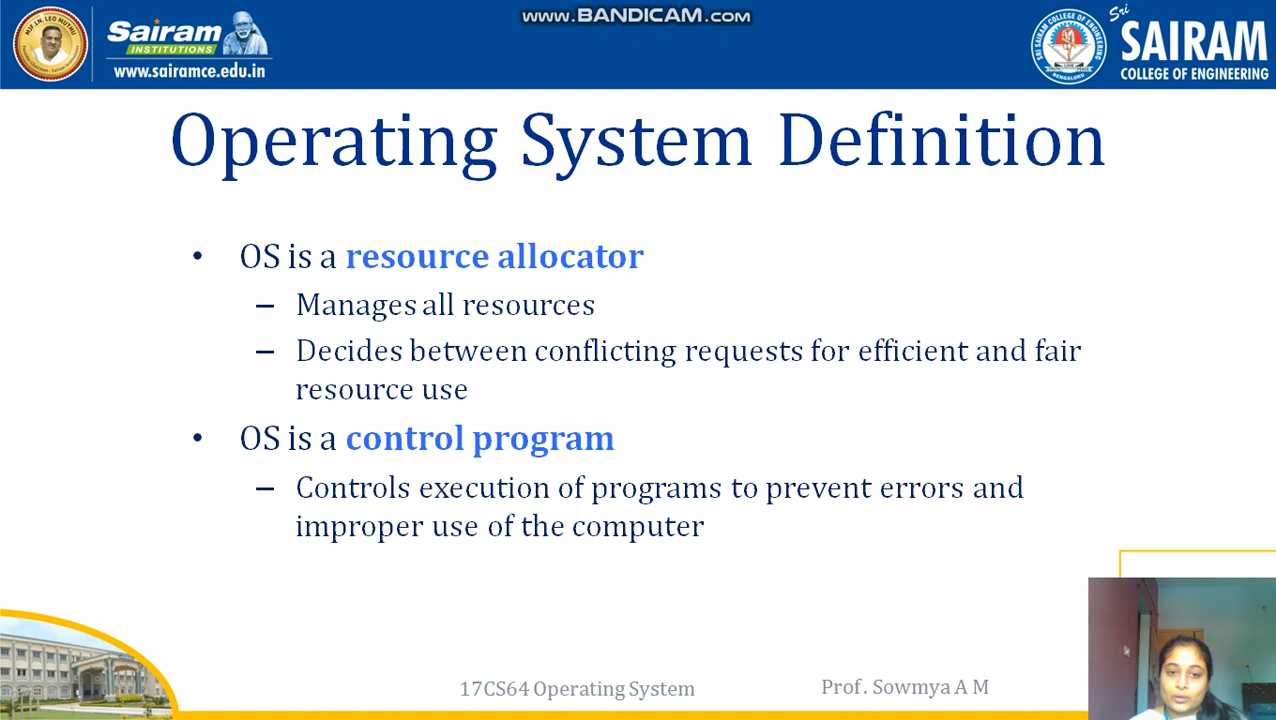 www.BANDICAM.com
Sairam
INSTITUTIONS
www.sairamce.edu.in
Sri
SAIRAM
COLLEGE OF ENGINEERING
Operating System Definition
• OS is a resource allocator
– Manages all resources
– Decides between conflicting requests for efficient and fair
resource use
• OS is a control program
– Controls execution of programs to prevent errors and
improper use of the computer
17CS64 Operating System
Prof. Sowmya A M